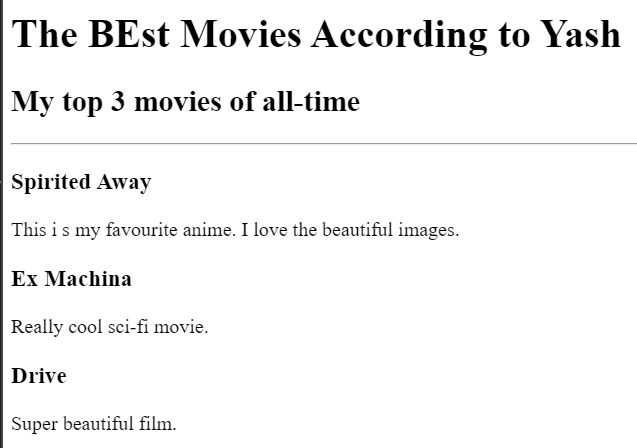 The BEst Movies According to Yash
My top 3 movies of all-time
Spirited Away
This i s my favourite anime. I love the beautiful images.
Ex Machina
Really cool sci-fi movie.
Drive
Super beautiful film.